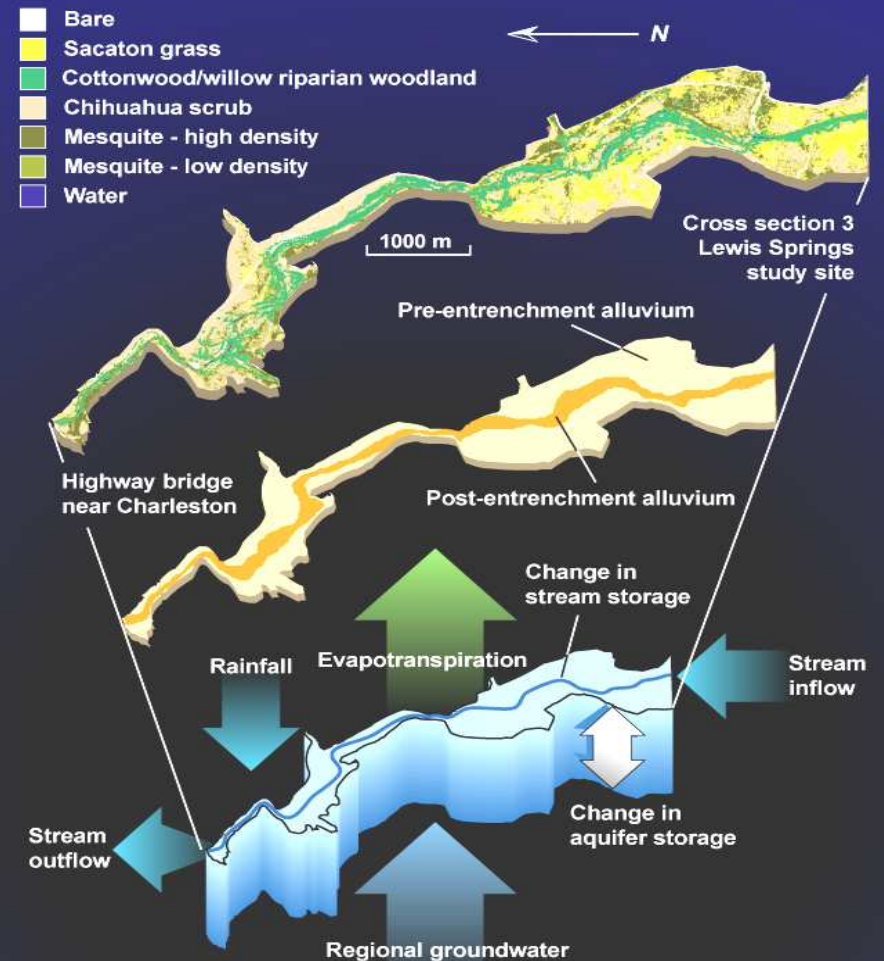 Bare
Sacaton grass
Cottonwood/willow riparian woodland
Chihuahua scrub
Mesquite - high density
Mesquite - low density
Water
N
1000 m
Cross section 3
Lewis Springs
study site
Pre-entrenchment alluvium
Highway bridge
near Charleston
Post-entrenchment alluvium
Change in
stream storage
Rainfall
Evapotranspiration
Stream
inflow
Stream
outflow
Change in
aquifer storage
Regional groundwater